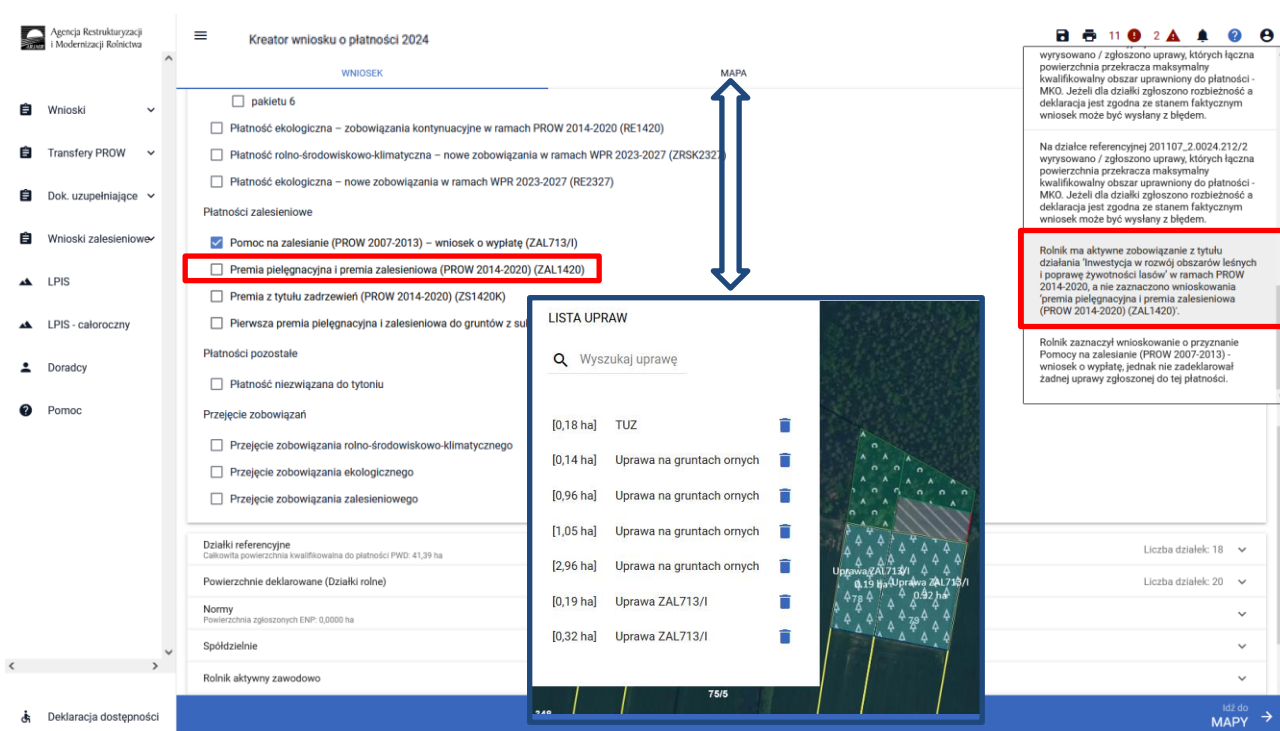 Agencja Restrukturyzacji
i Modernizacji Rolnictwa
Wnioski
Transfery PROW
Dok. uzupełniające
Wnioski zalesieniowe
LPIS
LPIS - całoroczny
Doradcy
Pomoc
Deklaracja dostępności
Kreator wniosku o płatności 2024
11
2
WNIOSEK
MAPA
pakietu 6
Płatność ekologiczna – zobowiązania kontynuacyjne w ramach PROW 2014-2020 (RE1420)
Płatność rolno-środowiskowo-klimatyczna – nowe zobowiązania w ramach WPR 2023-2027 (ZRSK2327)
Płatność ekologiczna – nowe zobowiązania w ramach WPR 2023-2027 (RE2327)
Płatności zalesieniowe
Pomoc na zalesianie (PROW 2007-2013) – wniosek o wypłatę (ZAL713/I)
Premia pielęgnacyjna i premia zalesieniowa (PROW 2014-2020) (ZAL1420)
Premia z tytułu zadrzewień (PROW 2014-2020) (ZS1420K)
Pierwsza premia pielęgnacyjna i zalesieniowa do gruntów z
Płatności pozostałe
Płatność niezwiązana do tytoniu
Przejęcie zobowiązań
Przejęcie zobowiązania rolno-środowiskowo-klimatycznego
Przejęcie zobowiązania ekologicznego
Przejęcie zobowiązania zalesieniowego
Działki referencyjne
Całkowita powierzchnia kwalifikowalna do płatności PWD: 41,39 ha
Liczba działek: 18
Powierzchnie deklarowane (Działki rolne)
Liczba działek: 20
Normy
Powierzchnia zgłoszonych ENP: 0,0000 ha
Spółdzielnie
Rolnik aktywny zawodowo
LISTA UPRAW
Wyszukaj uprawę
[0,18 ha] TUZ
[0,14 ha] Uprawa na gruntach ornych
[0,96 ha] Uprawa na gruntach ornych
[1,05 ha] Uprawa na gruntach ornych
[2,96 ha] Uprawa na gruntach ornych
[0,19 ha] Uprawa ZAL713/I
[0,32 ha] Uprawa ZAL713/I
Uprawa ZAL713/I
0.19 ha
Uprawa ZAL713/I
0.92 ha
78
79
75/5
wyrysowano / zgłoszono uprawy, których łączna
powierzchnia przekracza maksymalny
kwalifikowalny obszar uprawniony do płatności -
MKO. Jeżeli dla działki zgłoszono rozbieżność a
deklaracja jest zgodna ze stanem faktycznym
wniosek może być wysłany z błędem.
Na działce referencyjnej 201107_2.0024.212/2
wyrysowano / zgłoszono uprawy, których łączna
powierzchnia przekracza maksymalny
kwalifikowalny obszar uprawniony do płatności -
MKO. Jeżeli dla działki zgłoszono rozbieżność a
deklaracja jest zgodna ze stanem faktycznym
wniosek może być wysłany z błędem.
Rolnik ma aktywne zobowiązanie z tytułu
działania 'Inwestycja w rozwój obszarów leśnych
i poprawę żywotności lasów' w ramach PROW
2014-2020, a nie zaznaczono wnioskowania
'premia pielęgnacyjna i premia zalesieniowa
(PROW 2014-2020) (ZAL1420)'.
Rolnik zaznaczył wnioskowanie o przyznanie
Pomocy na zalesianie (PROW 2007-2013) -
wniosek o wypłatę, jednak nie zadeklarował
żadnej uprawy zgłoszonej do tej płatności.
Idź do
MAPY